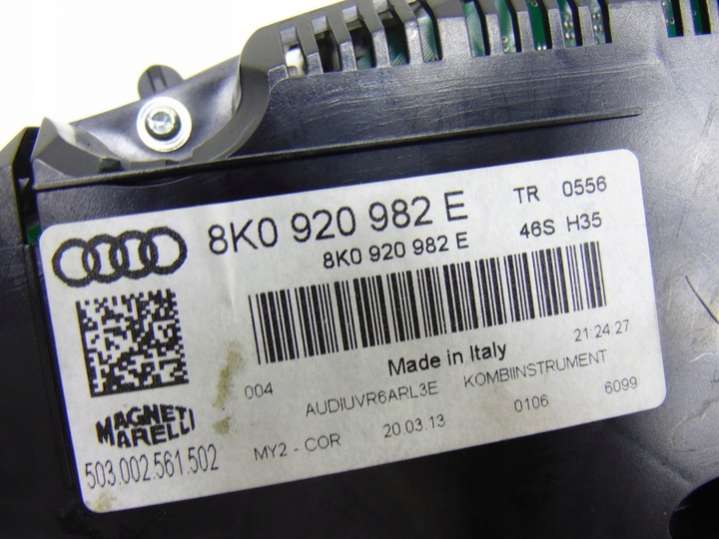 8K0 920 982 E TR 0556
8K0 920 982 E 46S H35
Made in Italy 21:24:27
004 AUDIUVR6ARL3E KOMBIINSTRUMENT
MAGNETI
MARELLI
MY2 - COR 20.03.13 0106 6099
503.002.561.502